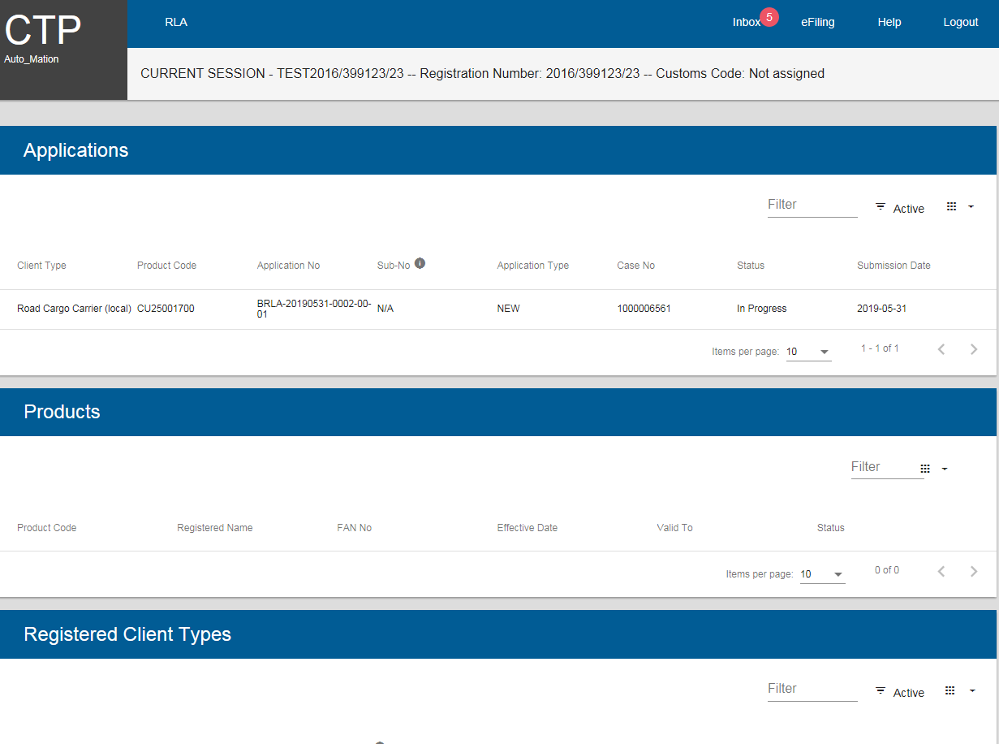 CTP
Auto_Mation
RLA
Inbox 5 eFiling Help Logout
CURRENT SESSION - TEST2016/399123/23 -- Registration Number: 2016/399123/23 -- Customs Code: Not assigned
Applications
Filter Active
Client Type Product Code Application No Sub-No i Application Type Case No Status Submission Date
Road Cargo Carrier (local) CU25001700 BRLA-20190531-0002-00-
01 N/A NEW 1000006561 In Progress 2019-05-31
Items per page: 10 1 - 1 of 1
Products
Filter
Product Code Registered Name FAN No Effective Date Valid To Status
Items per page: 10 0 of 0
Registered Client Types
Filter Active